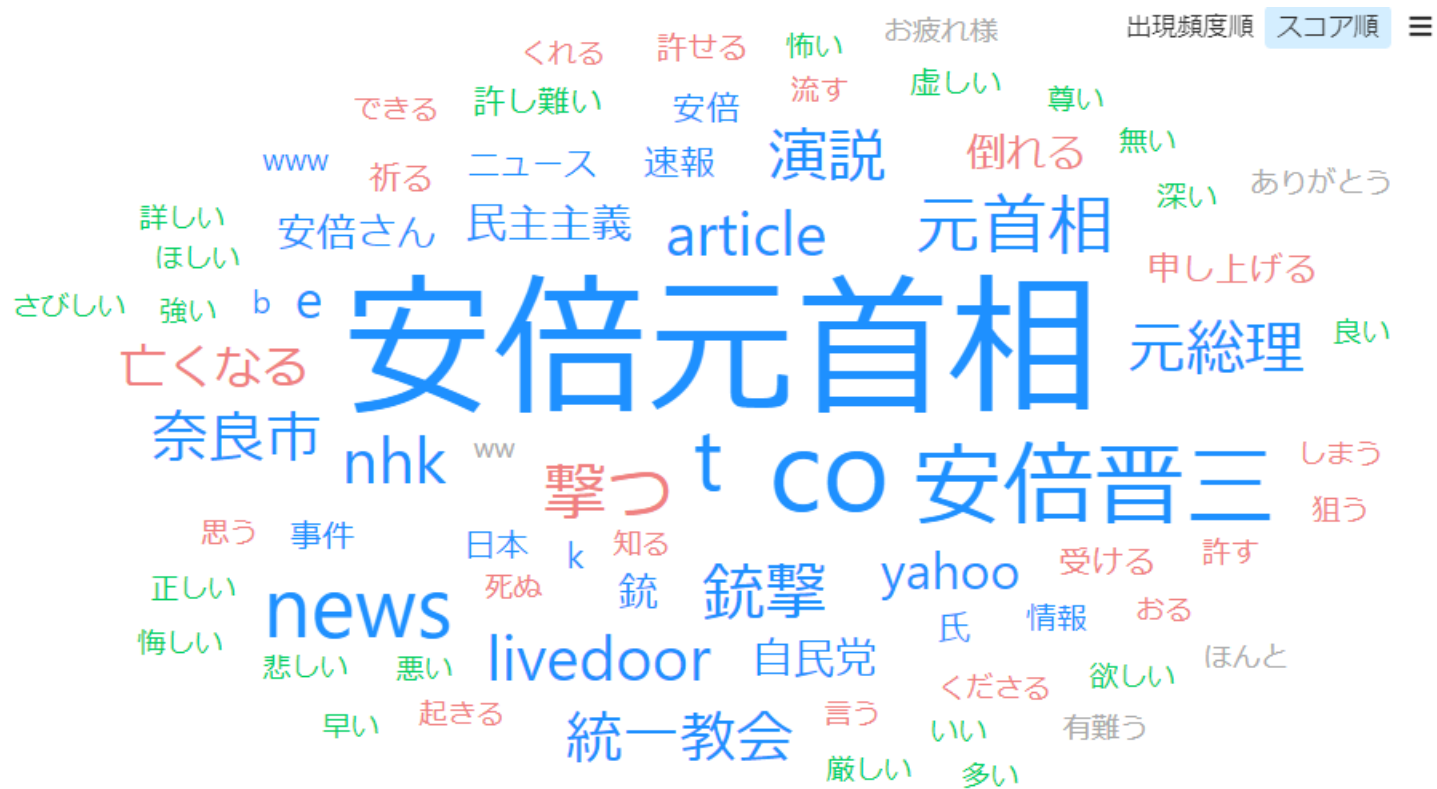 出現頻度順 スコア順
お疲れ様
くれる 許せる 怖い
流す 虚しい 尊い
できる 許し難い 安倍
www 祈る ニュース 速報 演説 倒れる 無い
詳しい 安倍さん 民主主義 article 元首相 深い ありがとう
ほしい 申し上げる
さびしい 強い b e 安倍元首相 元総理 良い
亡くなる
奈良市 nhk ww 撃つ t co 安倍晋三 しまう
狙う
思う 事件 日本 k 知る 受ける 許す
正しい news 死ぬ 銃 銃撃 yahoo 氏 情報 おる
悔しい 悲しい 悪い livedoor 自民党 くださる 欲しい ほんと
早い 起きる 統一教会 言う いい 有難う
厳しい 多い